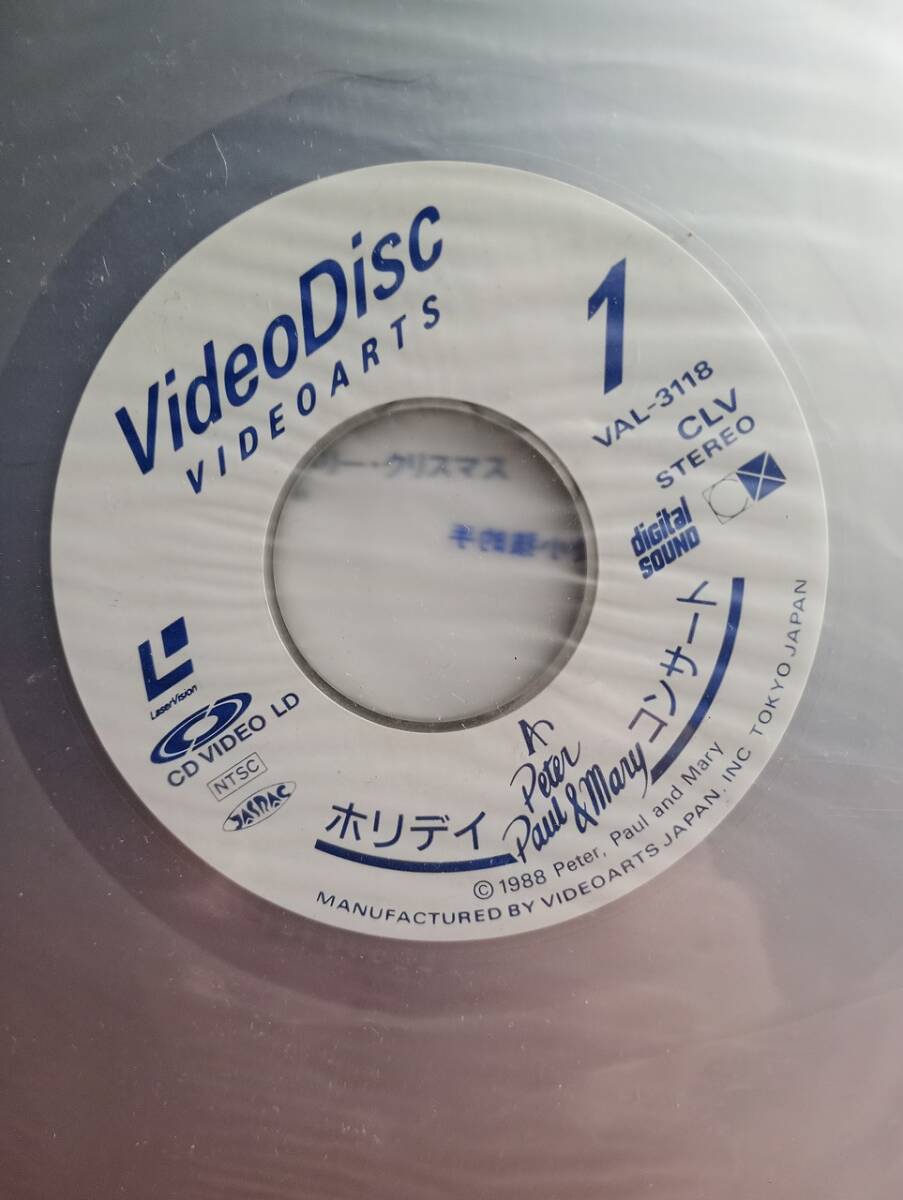 VideoDisc
VIDEOARTS
1
VAL-3118
CLV
STEREO
digital
SOUND
ー・クリスマス
LaserVision
CD VIDEO LD
NTSC
JASRAC
ホリデイ
A
Peter
Paul
& Mary
コンサート
© 1988 Peter, Paul and Mary
MANUFACTURED BY VIDEOARTS JAPAN, INC TOKYO JAPAN